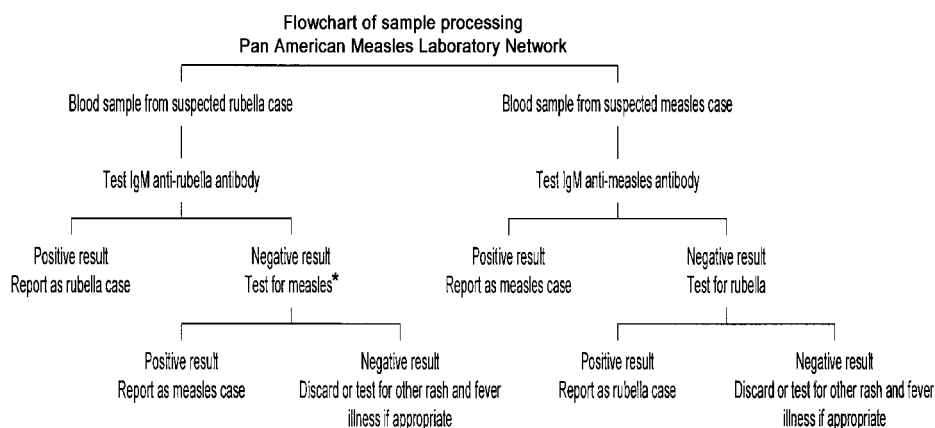 Flowchart of sample processing
Pan American Measles Laboratory Network
Blood sample from suspected rubella case
Blood sample from suspected measles case
Test IgM anti-rubella antibody
Test IgM anti-measles antibody
Positive result
Report as rubella case
Negative result
Test for measles*
Positive result
Report as measles case
Negative result
Test for rubella
Positive result
Report as measles case
Negative result
Discard or test for other rash and fever
illness if appropriate
Positive result
Report as rubella case
Negative result
Discard or test for other rash and fever
illness if appropriate